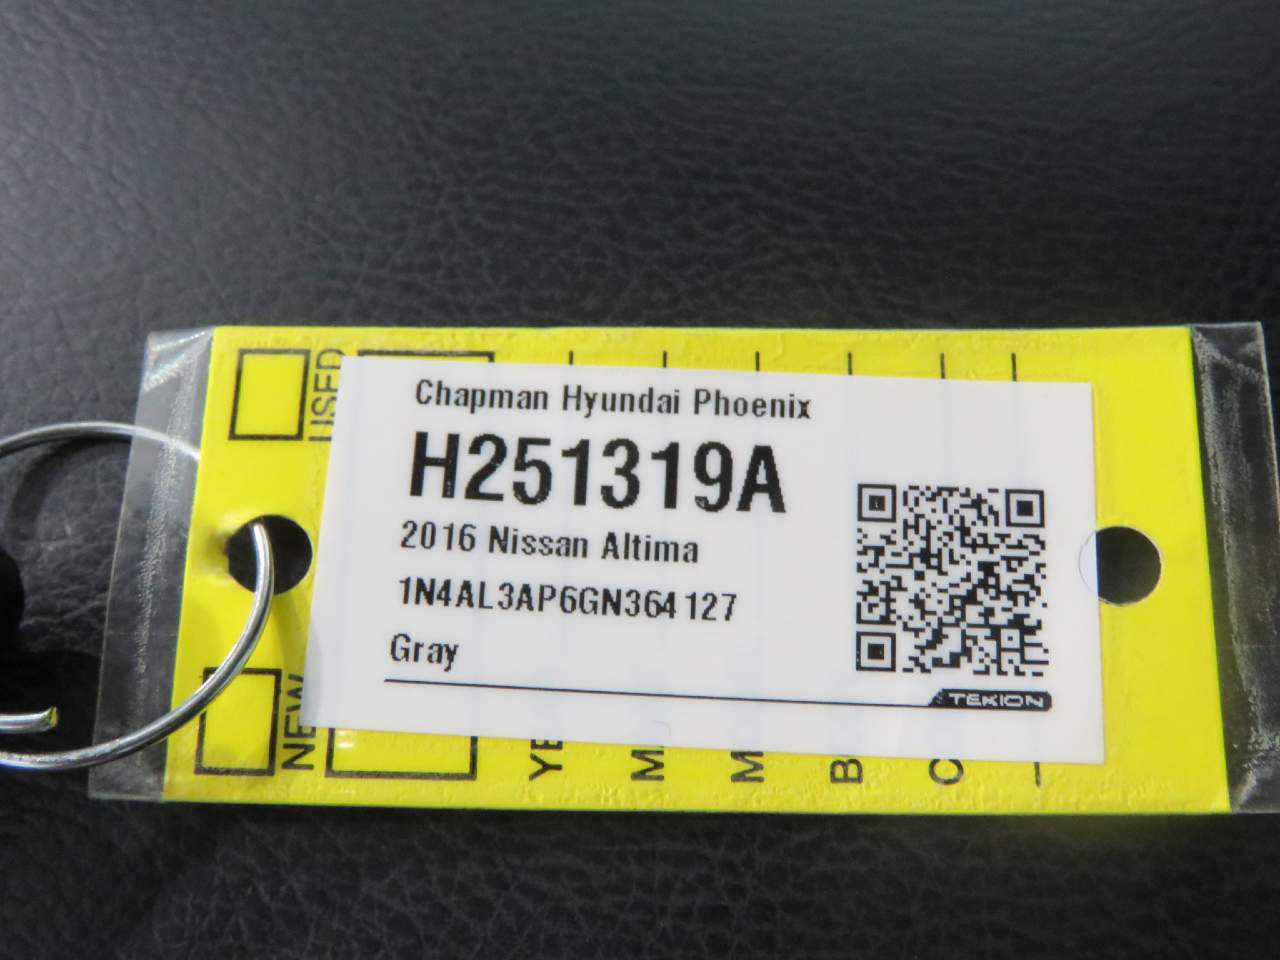 USED
Chapman Hyundai Phoenix
H251319A
2016 Nissan Altima
1N4AL3AP6GN364127
Gray
TEKION
NEW